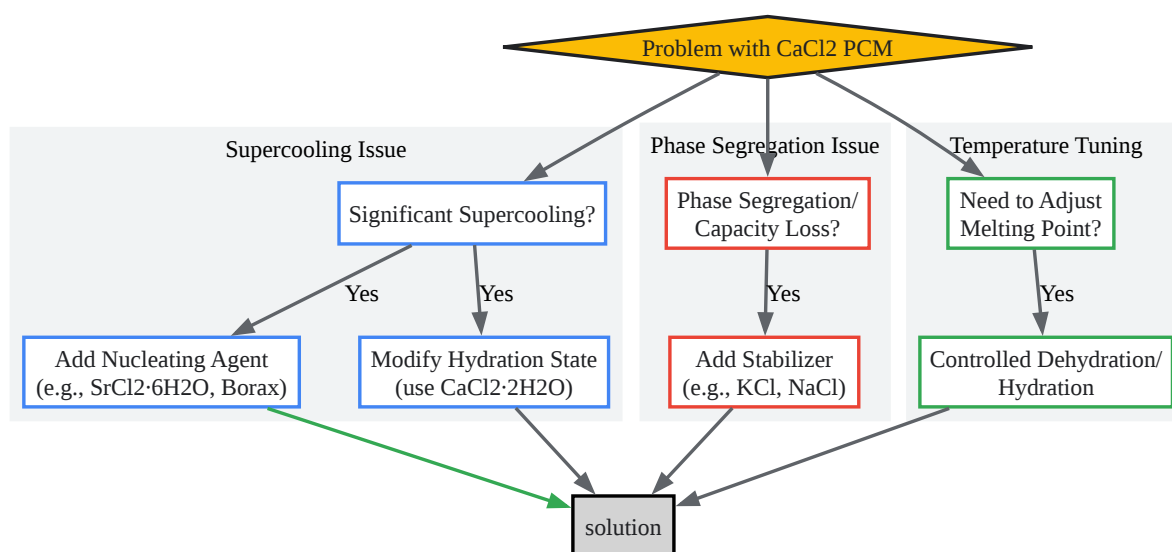 Problem with CaCl2 PCM
Supercooling Issue
Phase Segregation Issue
Temperature Tuning
Significant Supercooling?
Phase Segregation/
Capacity Loss?
Need to Adjust
Melting Point?
Yes
Yes
Yes
Yes
Add Nucleating Agent
(e.g., SrCl2·6H2O, Borax)
Modify Hydration State
(use CaCl2·2H2O)
Add Stabilizer
(e.g., KCl, NaCl)
Controlled Dehydration/
Hydration
solution